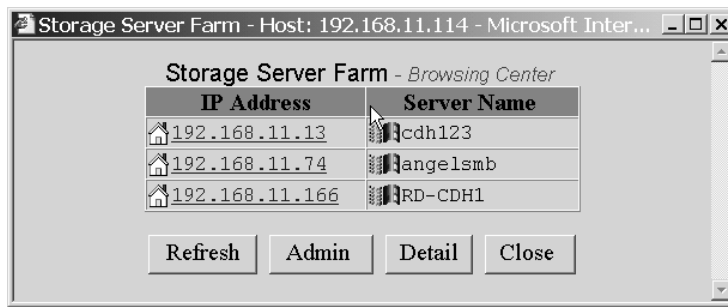 Storage Server Farm - Host: 192.168.11.114 - Microsoft Inter...
Storage Server Farm - Browsing Center
IP Address Server Name
192.168.11.13 cdh123
192.168.11.74 angelsmb
192.168.11.166 RD-CDH1
Refresh Admin Detail Close